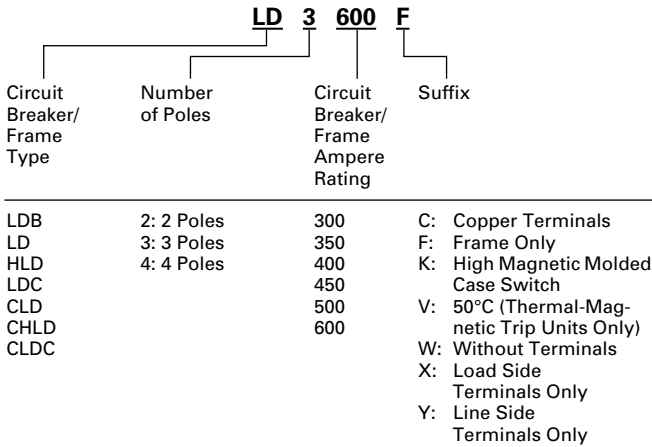 LD 3 600 F
Circuit Breaker/ Frame Type
Number of Poles
Circuit Breaker/ Frame Ampere Rating
Suffix
LDB
LD
HLD
LDC
CLD
CHLD
CLDC
2: 2 Poles
3: 3 Poles
4: 4 Poles
300
350
400
450
500
600
C: Copper Terminals
F: Frame Only
K: High Magnetic Molded
Case Switch
V: 50°C (Thermal-Mag-
netic Trip Units Only)
W: Without Terminals
X: Load Side
Terminals Only
Y: Line Side
Terminals Only